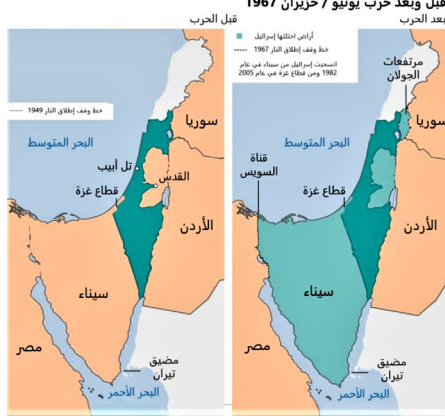 قبل وبعد حرب يونيو / حزيران 1967
قبل الحرب
خط وقف إطلاق النار 1949
البحر المتوسط
سوريا
تل أبيب
القدس
قطاع غزة
الأردن
سيناء
مصر
مضيق
تيران
البحر الأحمر
بعد الحرب
أراض احتلتها إسرائيل
خط وقف إطلاق النار 1967
انسحبت إسرائيل من سيناء في عام
1982 ومن قطاع غزة في عام 2005
مرتفعات
الجولان
سوريا
البحر المتوسط
قناة
السويس
قطاع غزة
الأردن
سيناء
مصر
مضيق
تيران
البحر الأحمر